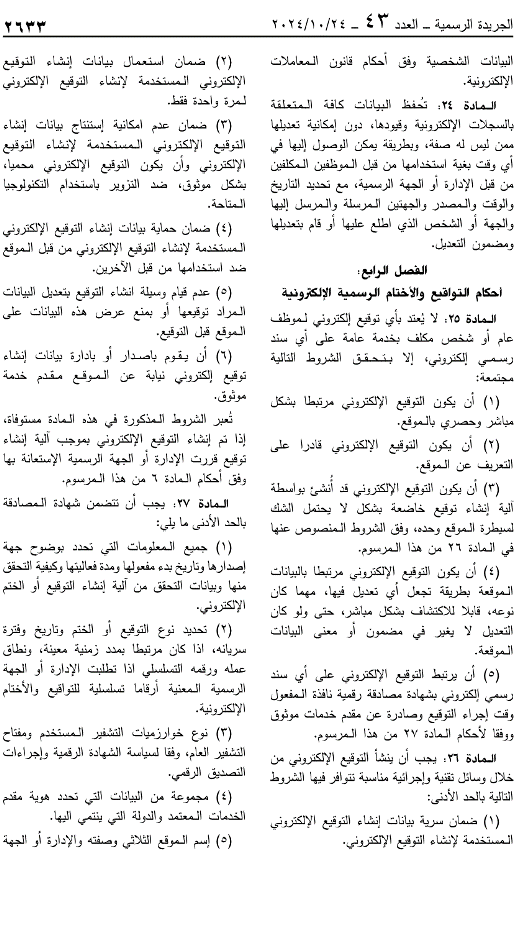 الجريدة الرسمية ــ العدد ٤٣ ــ ٢٠٢٤/١٠/٢٤
٢٦٣٣
البيانات الشخصية وفق أحكام قانون المعاملات
الإلكترونية.
المادة ٢٤: تُحفظ البيانات كافة المتعلقة
بالسجلات الإلكترونية وقيودها، دون إمكانية تعديلها
ممن ليس له صفة، وبطريقة يمكن الوصول إليها في
أي وقت بغية استخدامها من قبل الموظفين المكلفين
من قبل الإدارة أو الجهة الرسمية، مع تحديد التاريخ
والوقت والمصدر والجهتين المرسلة والمرسل إليها
والجهة أو الشخص الذي اطلع عليها أو قام بتعديلها
ومضمون التعديل.
الفصل الرابع:
أحكام التواقيع والأختام الرسمية الإلكترونية
المادة ٢٥: لا يُعتد بأي توقيع إلكتروني لموظف
عام أو شخص مكلف بخدمة عامة على أي سند
رسمي إلكتروني، إلا بتحقق الشروط التالية
مجتمعة:
(١) أن يكون التوقيع الإلكتروني مرتبطا بشكل
مباشر وحصري بالموقع.
(٢) أن يكون التوقيع الإلكتروني قادرا على
التعريف عن الموقع.
(٣) أن يكون التوقيع الإلكتروني قد أُنشئ بواسطة
آلية إنشاء توقيع خاضعة بشكل لا يحتمل الشك
لسيطرة الموقع وحده، وفق الشروط المنصوص عنها
في المادة ٢٦ من هذا المرسوم.
(٤) أن يكون التوقيع الإلكتروني مرتبطا بالبيانات
الموقعة بطريقة تجعل أي تعديل فيها، مهما كان
نوعه، قابلا للاكتشاف بشكل مباشر، حتى ولو كان
التعديل لا يغير في مضمون أو معنى البيانات
الموقعة.
(٥) أن يرتبط التوقيع الإلكتروني على أي سند
رسمي إلكتروني بشهادة مصادقة رقمية نافذة المفعول
وقت إجراء التوقيع وصادرة عن مقدم خدمات موثوق
ووفقا لأحكام المادة ٢٧ من هذا المرسوم.
المادة ٢٦: يجب أن ينشأ التوقيع الإلكتروني من
خلال وسائل تقنية وإجرائية مناسبة تتوافر فيها الشروط
التالية بالحد الأدنى:
(١) ضمان سرية بيانات إنشاء التوقيع الإلكتروني
المستخدمة لإنشاء التوقيع الإلكتروني.
(٢) ضمان استعمال بيانات إنشاء التوقيع
الإلكتروني المستخدمة لإنشاء التوقيع الإلكتروني
لمرة واحدة فقط.
(٣) ضمان عدم امكانية إستنتاج بيانات إنشاء
التوقيع الإلكتروني المستخدمة لإنشاء التوقيع
الإلكتروني وأن يكون التوقيع الإلكتروني محميا،
بشكل موثوق، ضد التزوير باستخدام التكنولوجيا
المتاحة.
(٤) ضمان حماية بيانات إنشاء التوقيع الإلكتروني
المستخدمة لإنشاء التوقيع الإلكتروني من قبل الموقع
ضد استخدامها من قبل الآخرين.
(٥) عدم قيام وسيلة انشاء التوقيع بتعديل البيانات
المراد توقيعها أو بمنع عرض هذه البيانات على
الموقع قبل التوقيع.
(٦) أن يقوم باصدار أو بادارة بيانات إنشاء
توقيع إلكتروني نيابة عن الموقع مقدم خدمة
موثوق.
تُعبر الشروط المذكورة في هذه المادة مستوفاة،
إذا تم إنشاء التوقيع الإلكتروني بموجب آلية إنشاء
توقيع قررت الإدارة أو الجهة الرسمية الإستعانة بها
وفق أحكام المادة ٦ من هذا المرسوم.
المادة ٢٧: يجب أن تتضمن شهادة المصادقة
بالحد الأدنى ما يلي:
(١) جميع المعلومات التي تحدد بوضوح جهة
إصدارها وتاريخ بدء مفعولها ومدة فعاليتها وكيفية التحقق
منها وبيانات التحقق من آلية إنشاء التوقيع أو الختم
الإلكتروني.
(٢) تحديد نوع التوقيع أو الختم وتاريخ وفترة
سريانه، اذا كان مرتبطا بمدد زمنية معينة، ونطاق
عمله ورقمه التسلسلي اذا تطلبت الإدارة أو الجهة
الرسمية المعنية أرقاما تسلسلية للتواقيع والأختام
الإلكترونية.
(٣) نوع خوارزميات التشفير المستخدم ومفتاح
التشفير العام، وفقا لسياسة الشهادة الرقمية وإجراءات
التصديق الرقمي.
(٤) مجموعة من البيانات التي تحدد هوية مقدم
الخدمات المعتمد والدولة التي ينتمي اليها.
(٥) إسم الموقع الثلاثي وصفته والإدارة أو الجهة